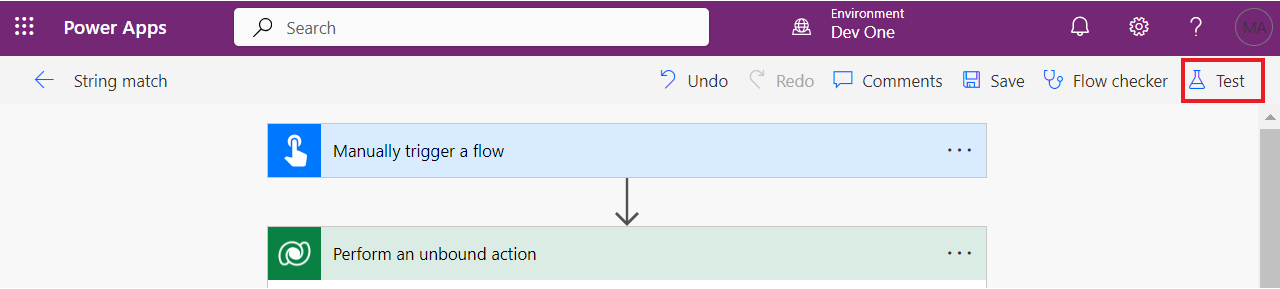 Power Apps
Search
Environment
Dev One
MA
String match
Undo
Redo
Comments
Save
Flow checker
Test
Manually trigger a flow
Perform an unbound action